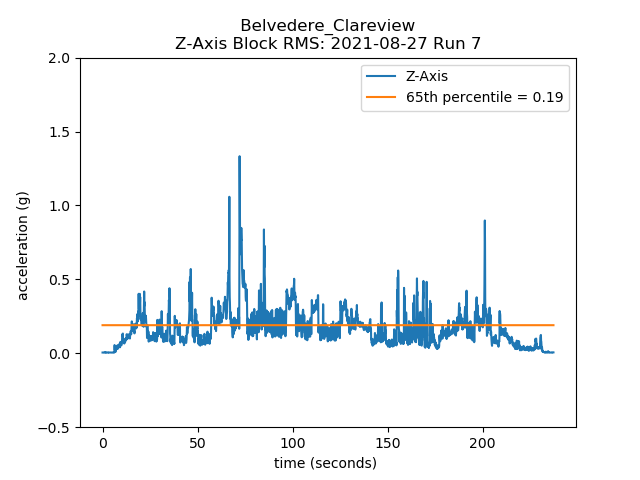 Belvedere_Clareview
Z-Axis Block RMS: 2021-08-27 Run 7
2.0
1.5
1.0
0.5
0.0
−0.5
acceleration (g)
Z-Axis
65th percentile = 0.19
0 50 100 150 200
time (seconds)